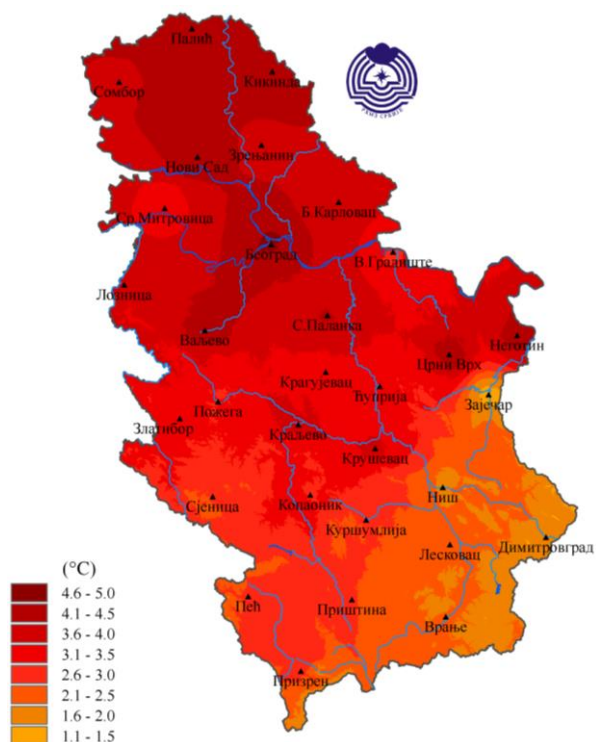 Палић
Кикинда
Сомбор
Зрењанин
Нови Сад
Ср.Митровица
Б.Карловац
Београд
В.Градиште
Лозница
С.Паланка
Ваљево
Неготин
Црни Врх
Крагујевац
Ћуприја
Зајечар
Пожега
Златибор
Краљево
Крушевац
Ниш
Сјеница
Копаоник
Куршумлија
Димитровград
Лесковац
(°C)
4.6 - 5.0
4.1 - 4.5
3.6 - 4.0
3.1 - 3.5
2.6 - 3.0
2.1 - 2.5
1.6 - 2.0
1.1 - 1.5
Пећ
Приштина
Врање
Призрен